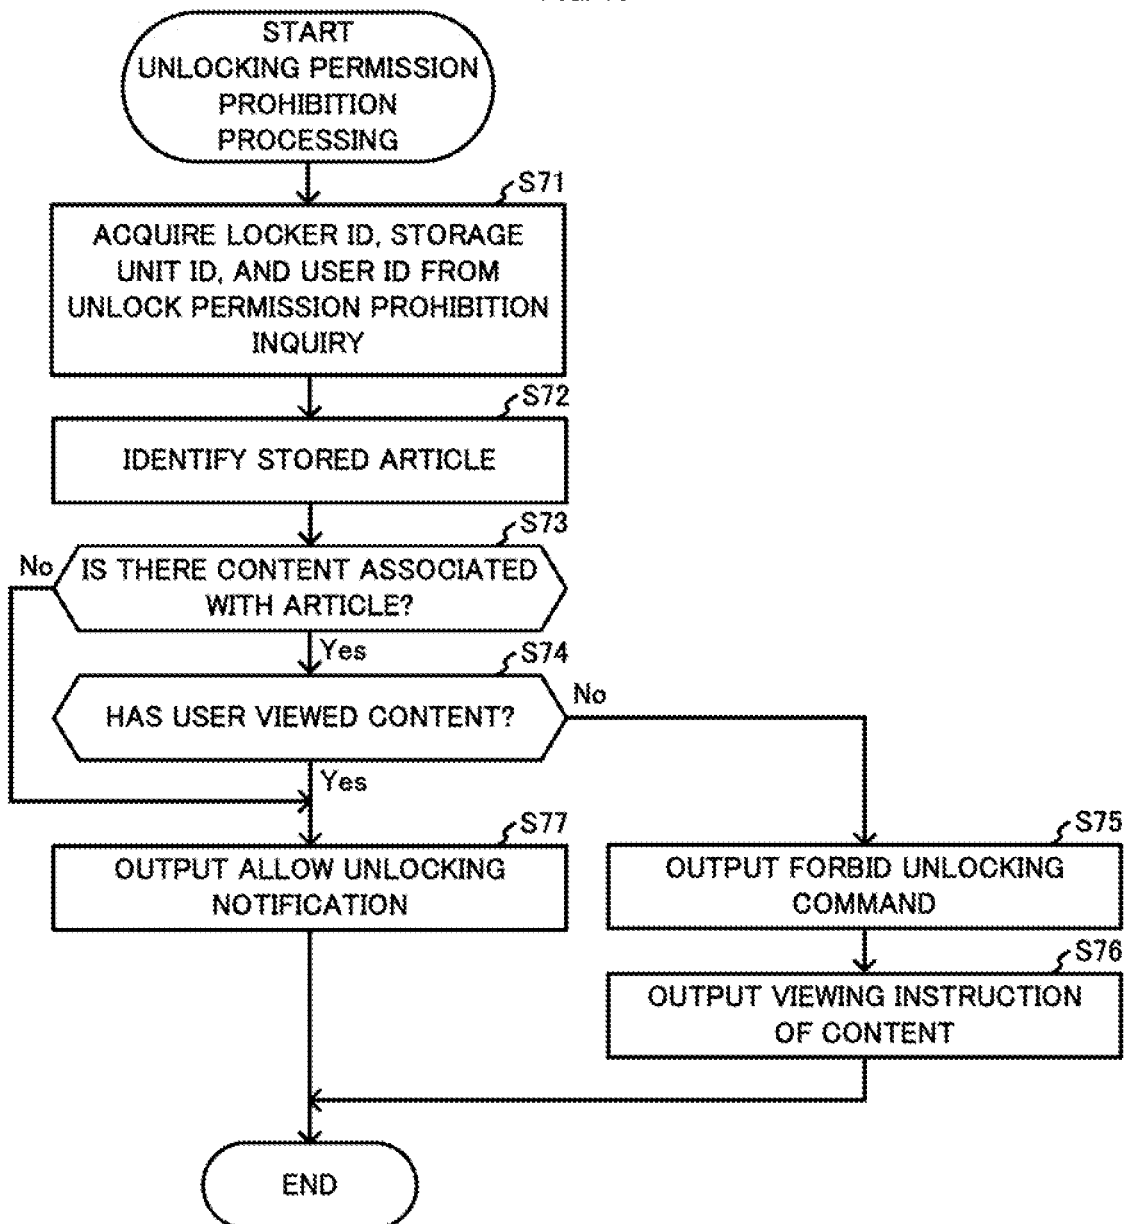 START
UNLOCKING PERMISSION
PROHIBITION
PROCESSING
S71
ACQUIRE LOCKER ID, STORAGE
UNIT ID, AND USER ID FROM
UNLOCK PERMISSION PROHIBITION
INQUIRY
S72
IDENTIFY STORED ARTICLE
S73
No
IS THERE CONTENT ASSOCIATED
WITH ARTICLE?
Yes
S74
HAS USER VIEWED CONTENT?
No
Yes
S77
OUTPUT ALLOW UNLOCKING
NOTIFICATION
S75
OUTPUT FORBID UNLOCKING
COMMAND
S76
OUTPUT VIEWING INSTRUCTION
OF CONTENT
END